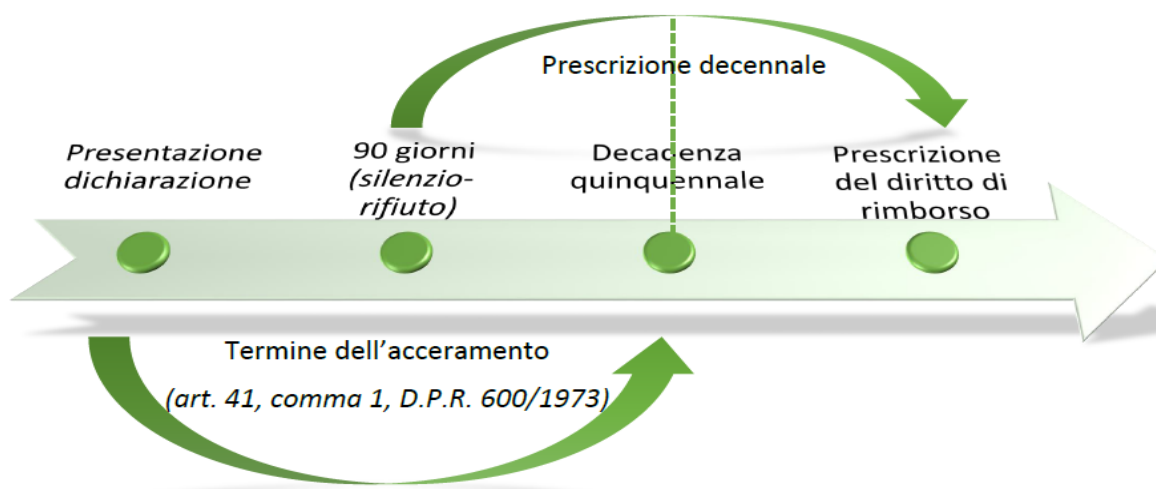 Prescrizione decennale
Presentazione
dichiarazione
90 giorni
(silenzio-
rifiuto)
Decadenza
quinquennale
Prescrizione
del diritto di
rimborso
Termine dell’acceramento
(art. 41, comma 1, D.P.R. 600/1973)